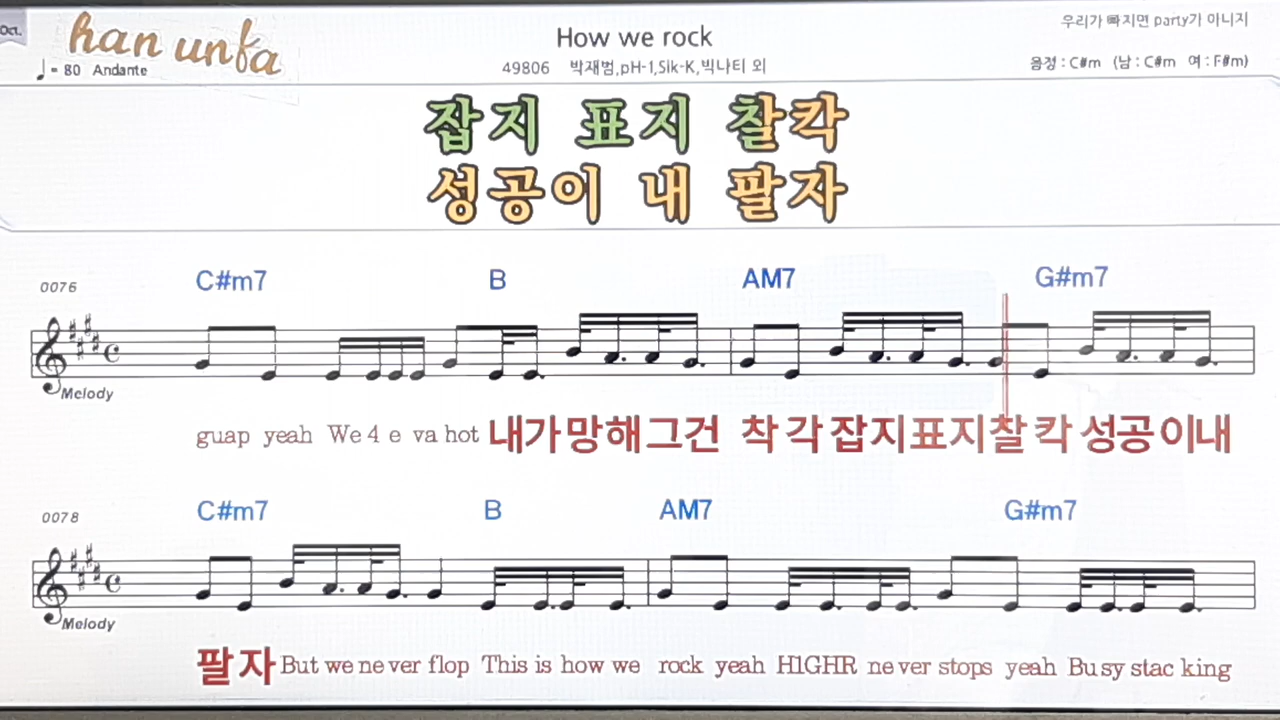 Oct.
han unfa
How we rock
우리가 빠지면 party가 아니지
♩= 80 Andante
49806 박재범,pH-1,Sik-K,빅나티 외
음정 : C#m (남 : C#m 여 : F#m)
잡지 표지 찰칵
성공이 내 팔자
0076
C#m7 B AM7 G#m7
Melody
guap yeah We 4 e va hot 내가망해그건 착각잡지표지찰칵 성공이내
0078
C#m7 B AM7 G#m7
Melody
팔자 But we ne ver flop This is how we rock yeah H1GHR ne ver stops yeah Bu sy stac king